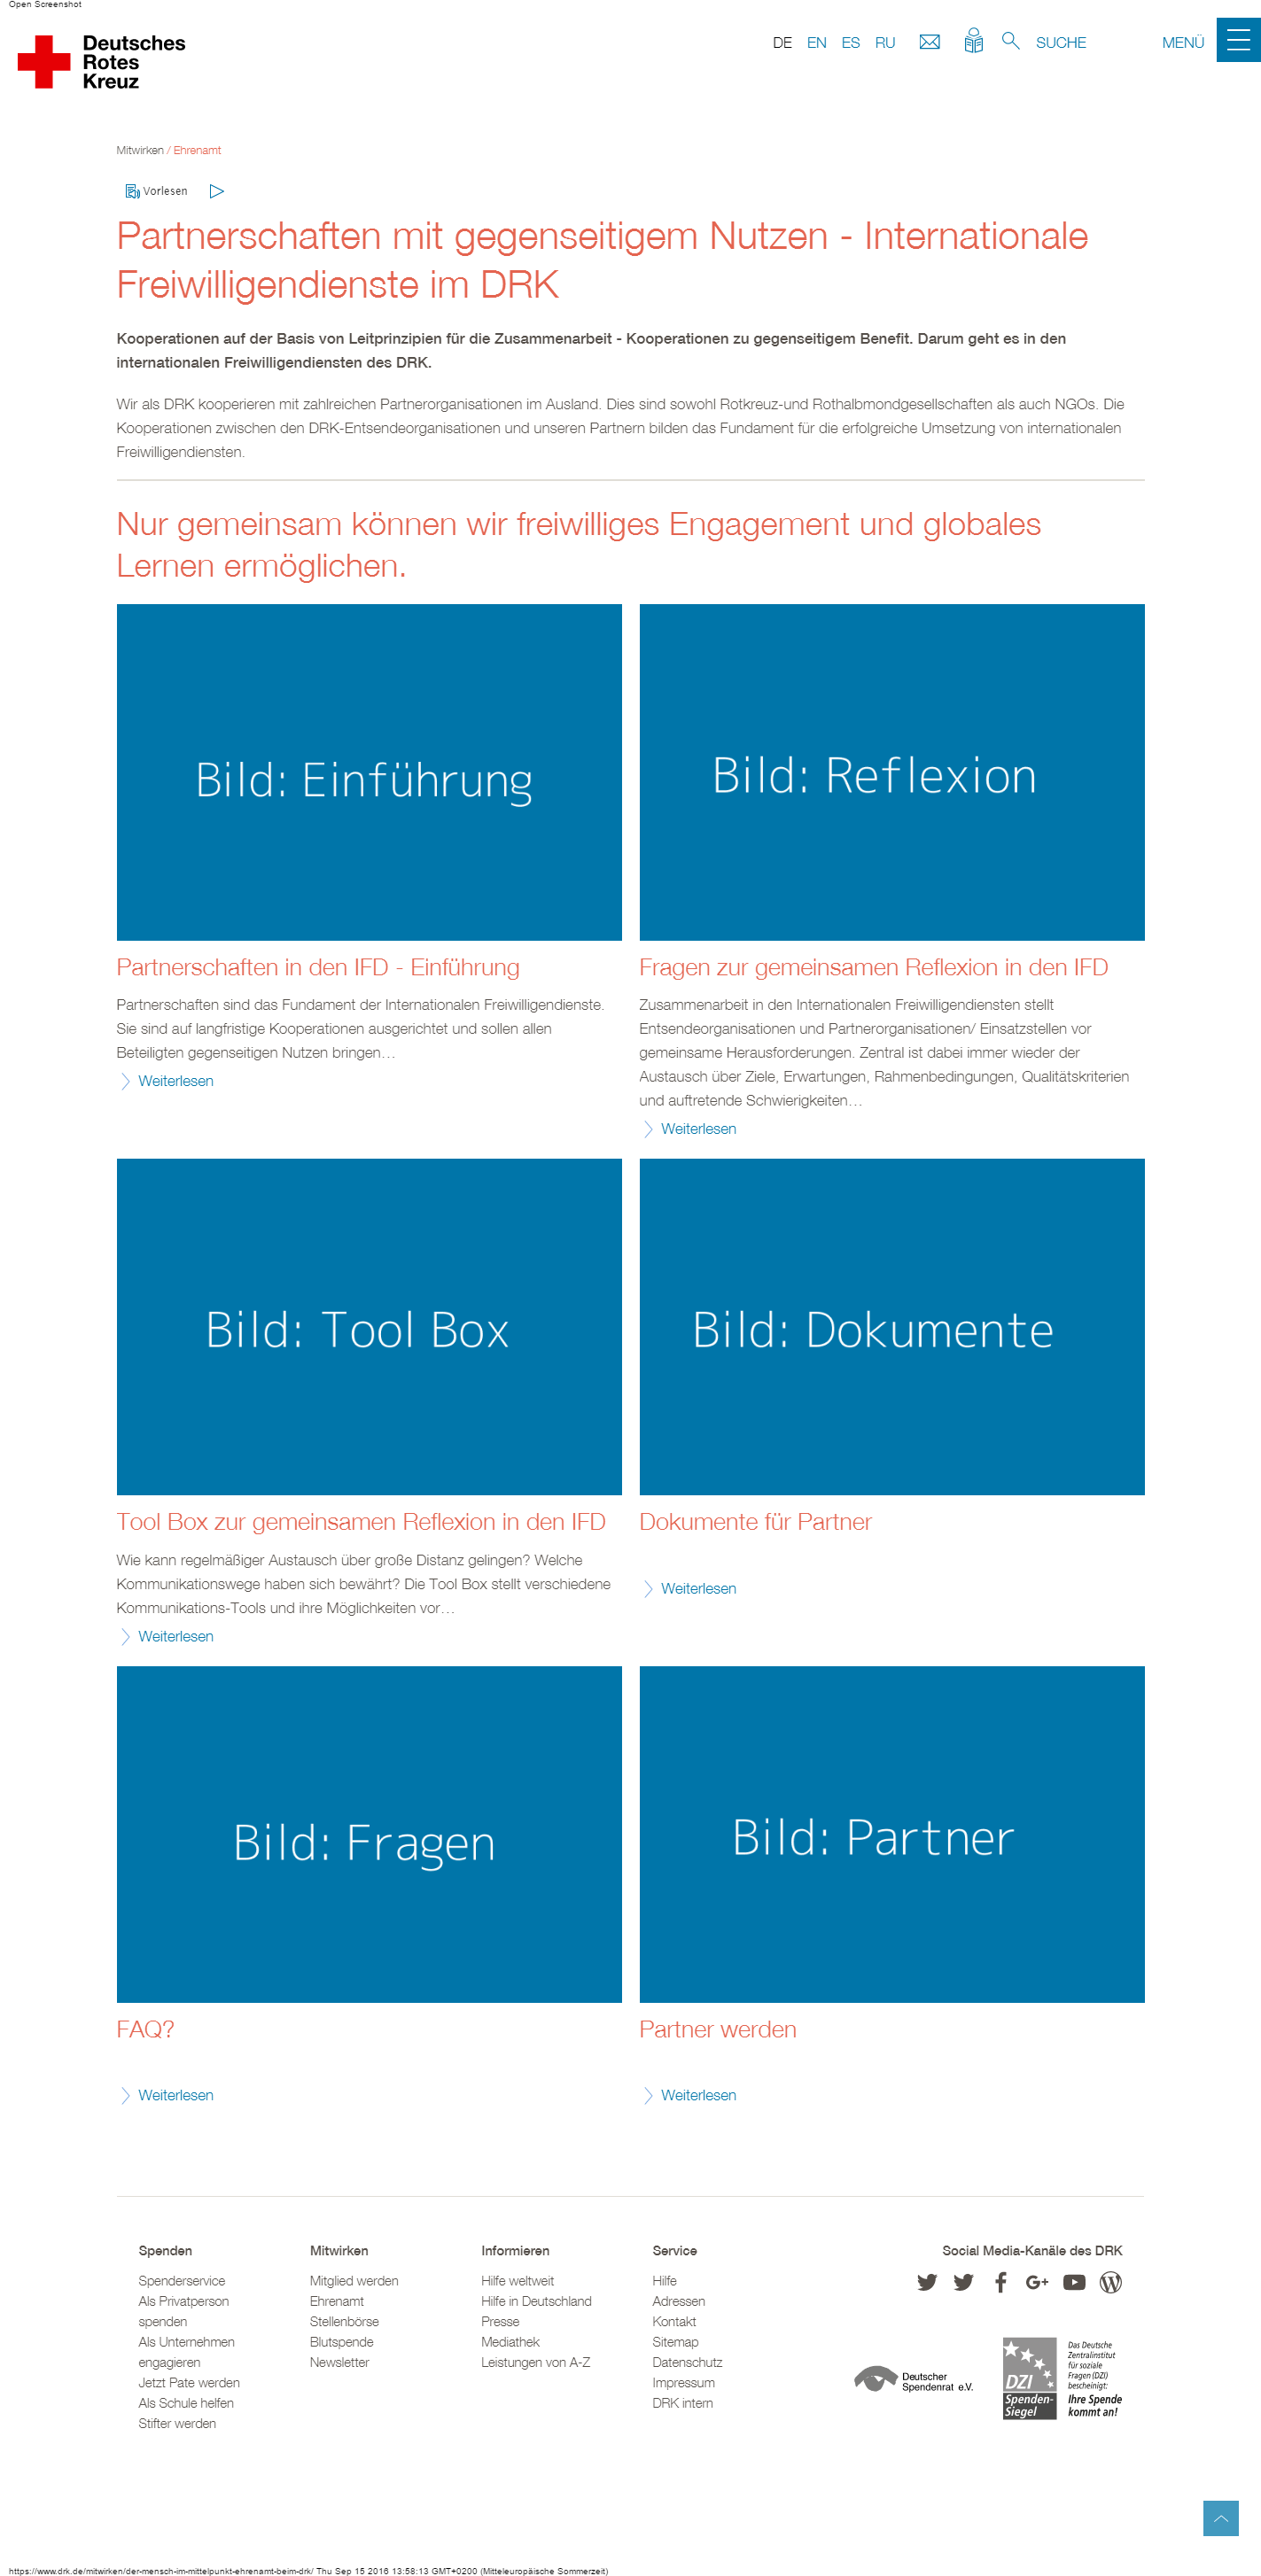 Open Screenshot
Deutsches
Rotes
Kreuz
DE EN ES RU SUCHE MENÜ
Mitwirken / Ehrenamt
Vorlesen
Partnerschaften mit gegenseitigem Nutzen - Internationale
Freiwilligendienste im DRK
Kooperationen auf der Basis von Leitprinzipien für die Zusammenarbeit - Kooperationen zu gegenseitigem Benefit. Darum geht es in den
internationalen Freiwilligendiensten des DRK.
Wir als DRK kooperieren mit zahlreichen Partnerorganisationen im Ausland. Dies sind sowohl Rotkreuz-und Rothalbmondgesellschaften als auch NGOs. Die
Kooperationen zwischen den DRK-Entsendeorganisationen und unseren Partnern bilden das Fundament für die erfolgreiche Umsetzung von internationalen
Freiwilligendiensten.
Nur gemeinsam können wir freiwilliges Engagement und globales
Lernen ermöglichen.
Bild: Einführung
Partnerschaften in den IFD - Einführung
Partnerschaften sind das Fundament der Internationalen Freiwilligendienste.
Sie sind auf langfristige Kooperationen ausgerichtet und sollen allen
Beteiligten gegenseitigen Nutzen bringen…
Weiterlesen
Bild: Reflexion
Fragen zur gemeinsamen Reflexion in den IFD
Zusammenarbeit in den Internationalen Freiwilligendiensten stellt
Entsendeorganisationen und Partnerorganisationen/ Einsatzstellen vor
gemeinsame Herausforderungen. Zentral ist dabei immer wieder der
Austausch über Ziele, Erwartungen, Rahmenbedingungen, Qualitätskriterien
und auftretende Schwierigkeiten…
Weiterlesen
Bild: Tool Box
Tool Box zur gemeinsamen Reflexion in den IFD
Wie kann regelmäßiger Austausch über große Distanz gelingen? Welche
Kommunikationswege haben sich bewährt? Die Tool Box stellt verschiedene
Kommunikations-Tools und ihre Möglichkeiten vor…
Weiterlesen
Bild: Dokumente
Dokumente für Partner
Weiterlesen
Bild: Fragen
FAQ?
Weiterlesen
Bild: Partner
Partner werden
Weiterlesen
Spenden
Spenderservice
Als Privatperson
spenden
Als Unternehmen
engagieren
Jetzt Pate werden
Als Schule helfen
Stifter werden
Mitwirken
Mitglied werden
Ehrenamt
Stellenbörse
Blutspende
Newsletter
Informieren
Hilfe weltweit
Hilfe in Deutschland
Presse
Mediathek
Leistungen von A-Z
Service
Hilfe
Adressen
Kontakt
Sitemap
Datenschutz
Impressum
DRK intern
Social Media-Kanäle des DRK
Deutscher
Spendenrat e.V.
DZI
Spenden-
Siegel
Das Deutsche
Zentralinstitut
für soziale
Fragen (DZI)
bescheinigt:
Ihre Spende
kommt an!
https://www.drk.de/mitwirken/der-mensch-im-mittelpunkt-ehrenamt-beim-drk/ Thu Sep 15 2016 13:58:13 GMT+0200 (Mitteleuropäische Sommerzeit)